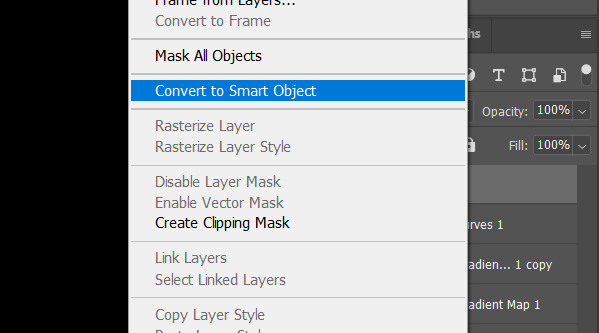 Frame from Layers...
Convert to Frame
Mask All Objects
Convert to Smart Object
Rasterize Layer
Rasterize Layer Style
Disable Layer Mask
Enable Vector Mask
Create Clipping Mask
Link Layers
Select Linked Layers
Copy Layer Style
ths
T
Opacity: 100%
Fill: 100%
urves 1
adien... 1 copy
adient Map 1